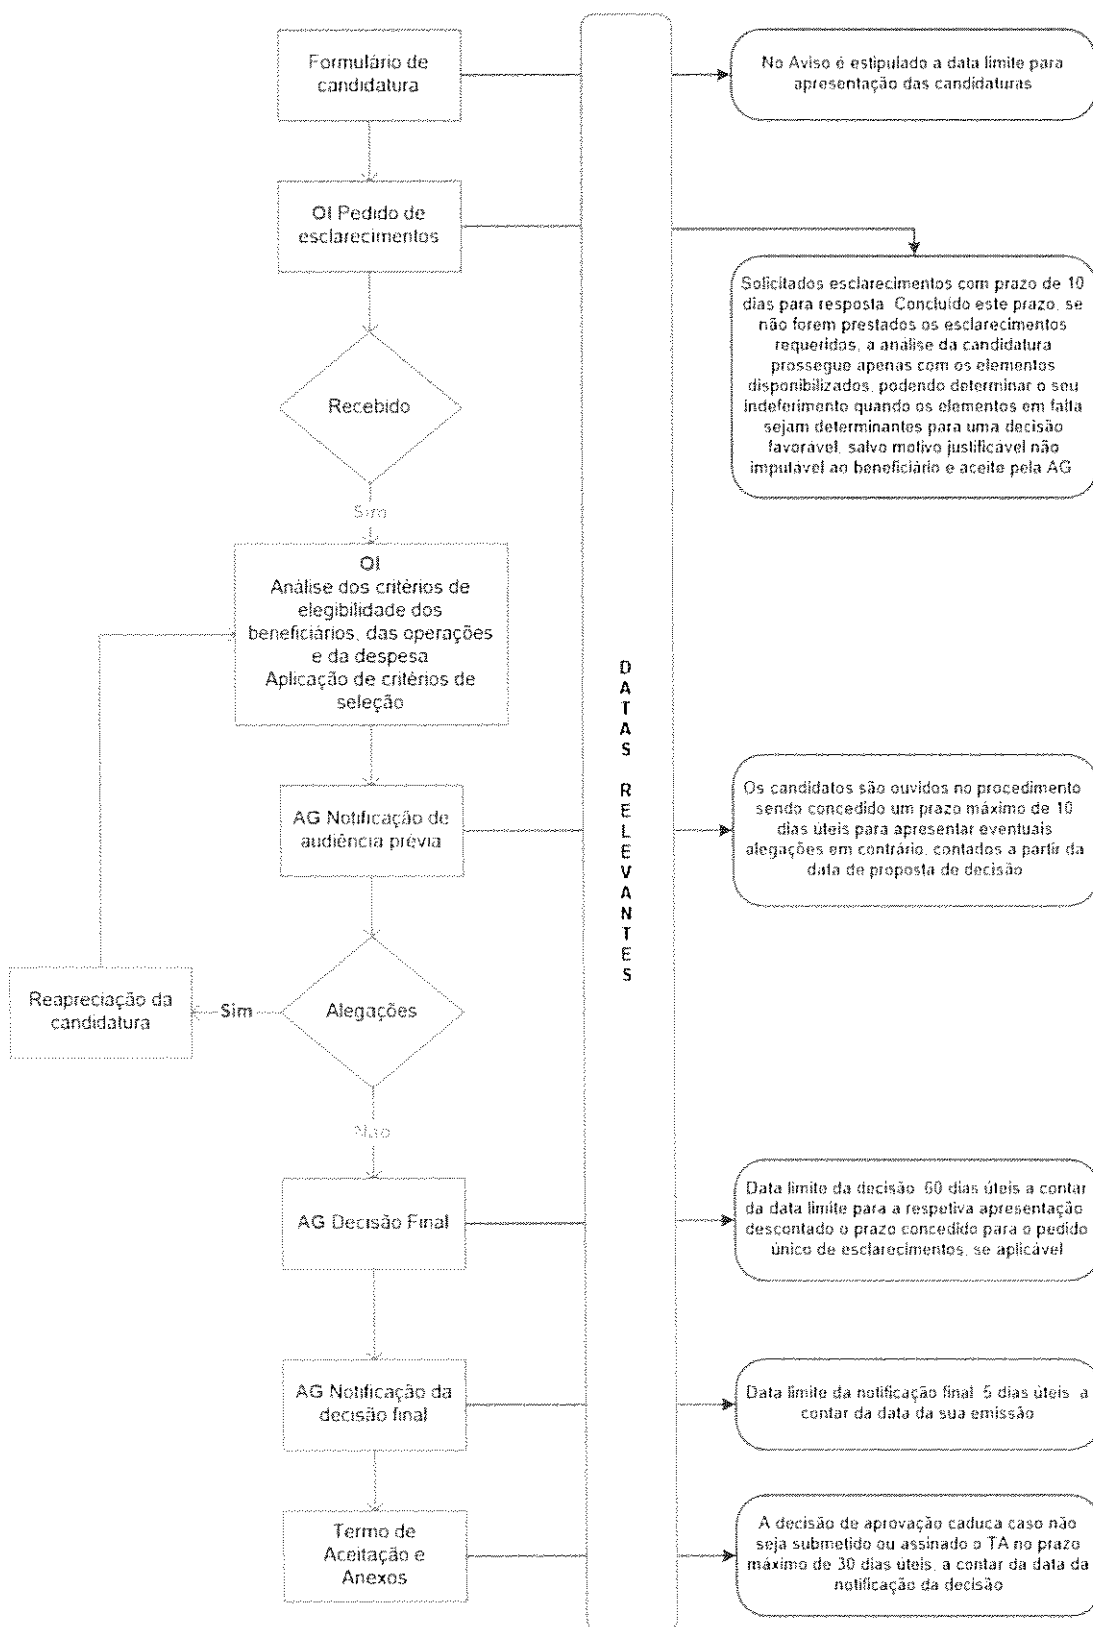 Formulário de
candidatura
No Aviso é estipulado a data limite para
apresentação das candidaturas
OI Pedido de
esclarecimentos
Solicitados esclarecimentos com prazo de 10
dias para resposta. Concluído este prazo, se
não forem prestados os esclarecimentos
requeridos, a análise da candidatura
prossegue apenas com os elementos
disponibilizados, podendo determinar o seu
indeferimento quando os elementos em falta
sejam determinantes para uma decisão
favorável, salvo motivo justificável não
imputável ao beneficiário e aceite pela AG
Recebido
Sim
OI
Análise dos critérios de
elegibilidade dos
beneficiários, das operações
e da despesa
Aplicação de critérios de
seleção
DATAS RELEVANTES
AG Notificação de
audiência prévia
Os candidatos são ouvidos no procedimento
sendo concedido um prazo máximo de 10
dias úteis para apresentar eventuais
alegações em contrário, contados a partir da
data de proposta de decisão
Reapreciação da
candidatura
Sim
Alegações
Não
AG Decisão Final
Data limite da decisão 60 dias úteis a contar
da data limite para a respetiva apresentação
descontado o prazo concedido para o pedido
único de esclarecimentos, se aplicável
AG Notificação da
decisão final
Data limite da notificação final 5 dias úteis a
contar da data da sua emissão
Termo de
Aceitação e
Anexos
A decisão de aprovação caduca caso não
seja submetido ou assinado o TA no prazo
máximo de 30 dias úteis, a contar da data da
notificação da decisão